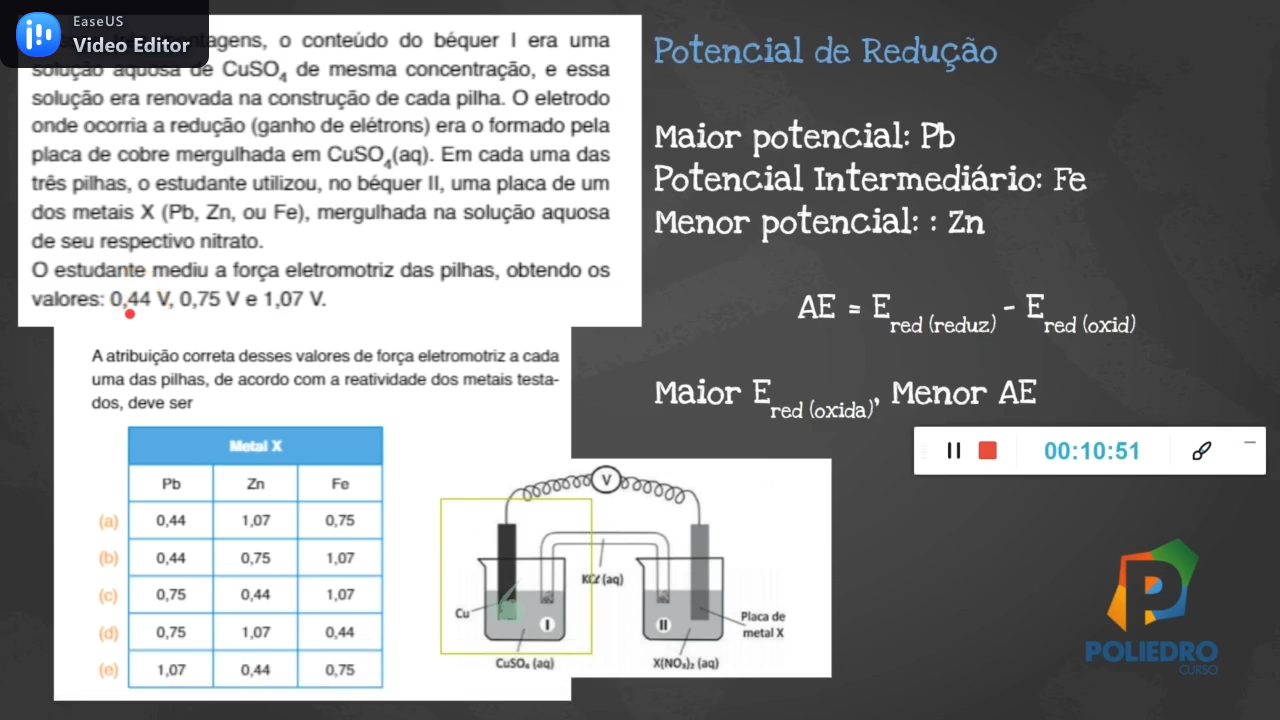 EaseUS
Video Editor
montagens, o conteúdo do béquer I era uma
solução aquosa de CuSO4 de mesma concentração, e essa
solução era renovada na construção de cada pilha. O eletrodo
onde ocorria a redução (ganho de elétrons) era o formado pela
placa de cobre mergulhada em CuSO4(aq). Em cada uma das
três pilhas, o estudante utilizou, no béquer II, uma placa de um
dos metais X (Pb, Zn, ou Fe), mergulhada na solução aquosa
de seu respectivo nitrato.
O estudante mediu a força eletromotriz das pilhas, obtendo os
valores: 0,44 V, 0,75 V e 1,07 V.
A atribuição correta desses valores de força eletromotriz a cada
uma das pilhas, de acordo com a reatividade dos metais testa-
dos, deve ser
Metal X
Pb Zn Fe
(a) 0,44 1,07 0,75
(b) 0,44 0,75 1,07
(c) 0,75 0,44 1,07
(d) 0,75 1,07 0,44
(e) 1,07 0,44 0,75
V
KCℓ (aq)
Cu
I
II
Placa de
metal X
CuSO4 (aq)
X(NO3)2 (aq)
Potencial de Redução
Maior potencial: Pb
Potencial Intermediário: Fe
Menor potencial: : Zn
AE = E red (reduz) - E red (oxid)
Maior E red (oxida), Menor AE
00:10:51
POLIEDRO
CURSO